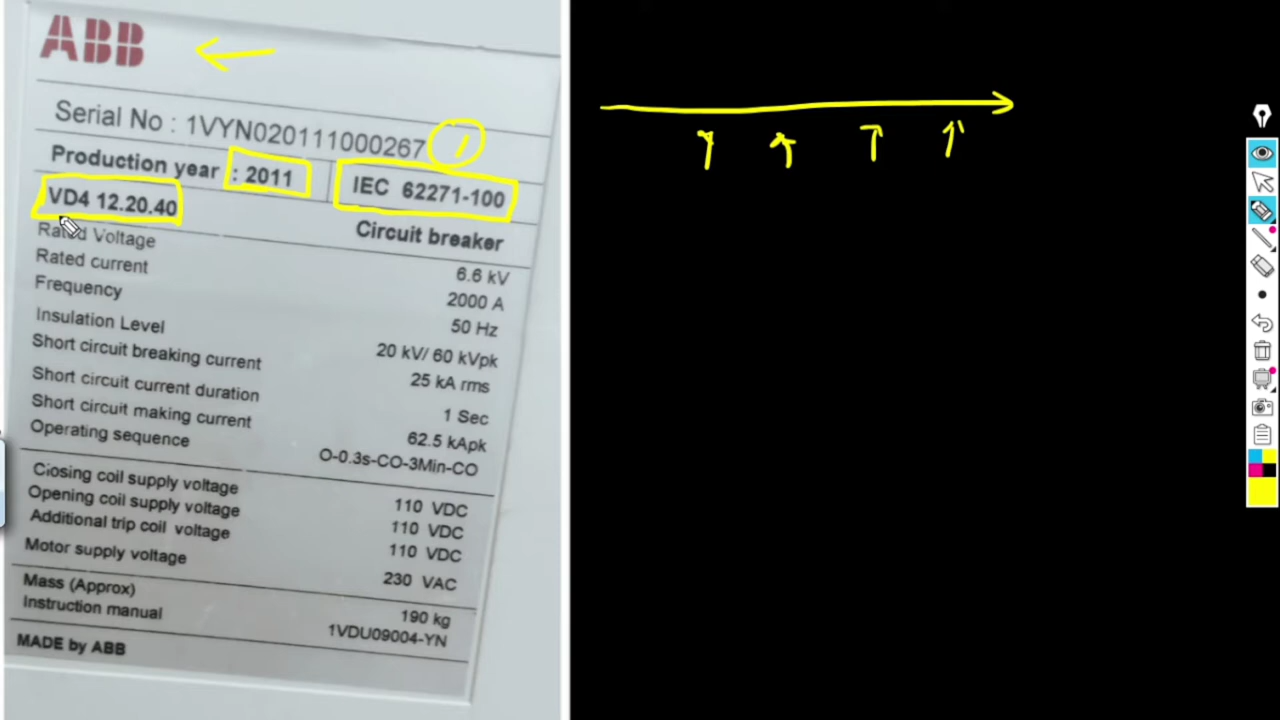 ABB
Serial No : 1VYN020111000267 1
Production year : 2011 IEC 62271-100
VD4 12.20.40 Circuit breaker
Rated Voltage 6.6 kV
Rated current 2000 A
Frequency 50 Hz
Insulation Level 20 kV/ 60 kVpk
Short circuit breaking current 25 kA rms
Short circuit current duration 1 Sec
Short circuit making current 62.5 kApk
Operating sequence O-0.3s-CO-3Min-CO
Closing coil supply voltage 110 VDC
Opening coil supply voltage 110 VDC
Additional trip coil voltage 110 VDC
Motor supply voltage 230 VAC
Mass (Approx) 190 kg
Instruction manual 1VDU09004-YN
MADE by ABB